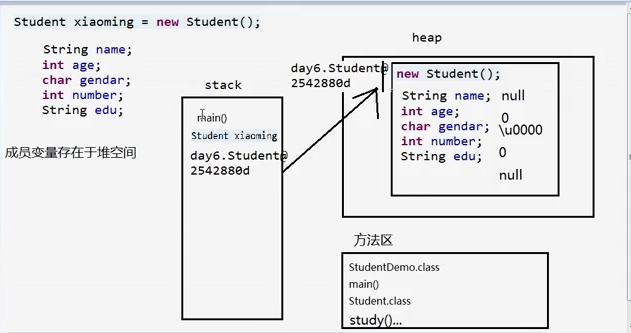 Student xiaoming = new Student();
String name;
int age;
char gendar;
int number;
String edu;
成员变量存在于堆空间
stack
main()
Student xiaoming
day6.Student@
2542880d
heap
day6.Student@
2542880d
new Student();
String name; null
int age; 0
char gendar; \u0000
int number; 0
String edu; null
方法区
StudentDemo.class
main()
Student.class
study()...